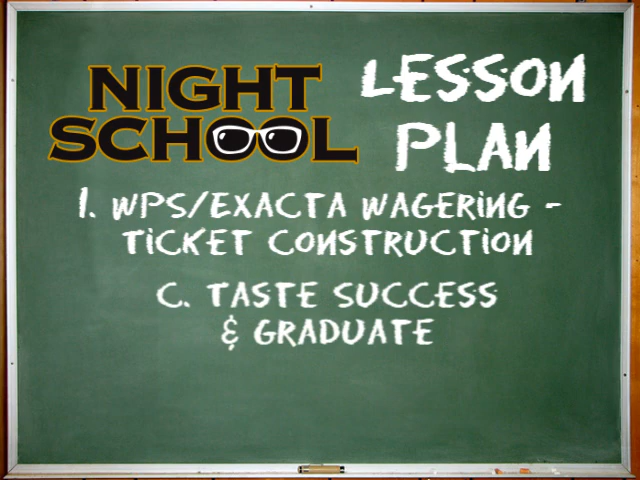 NIGHT SCHOOL
LESSON PLAN
1. WPS/EXACTA WAGERING -
TICKET CONSTRUCTION
C. TASTE SUCCESS
& GRADUATE